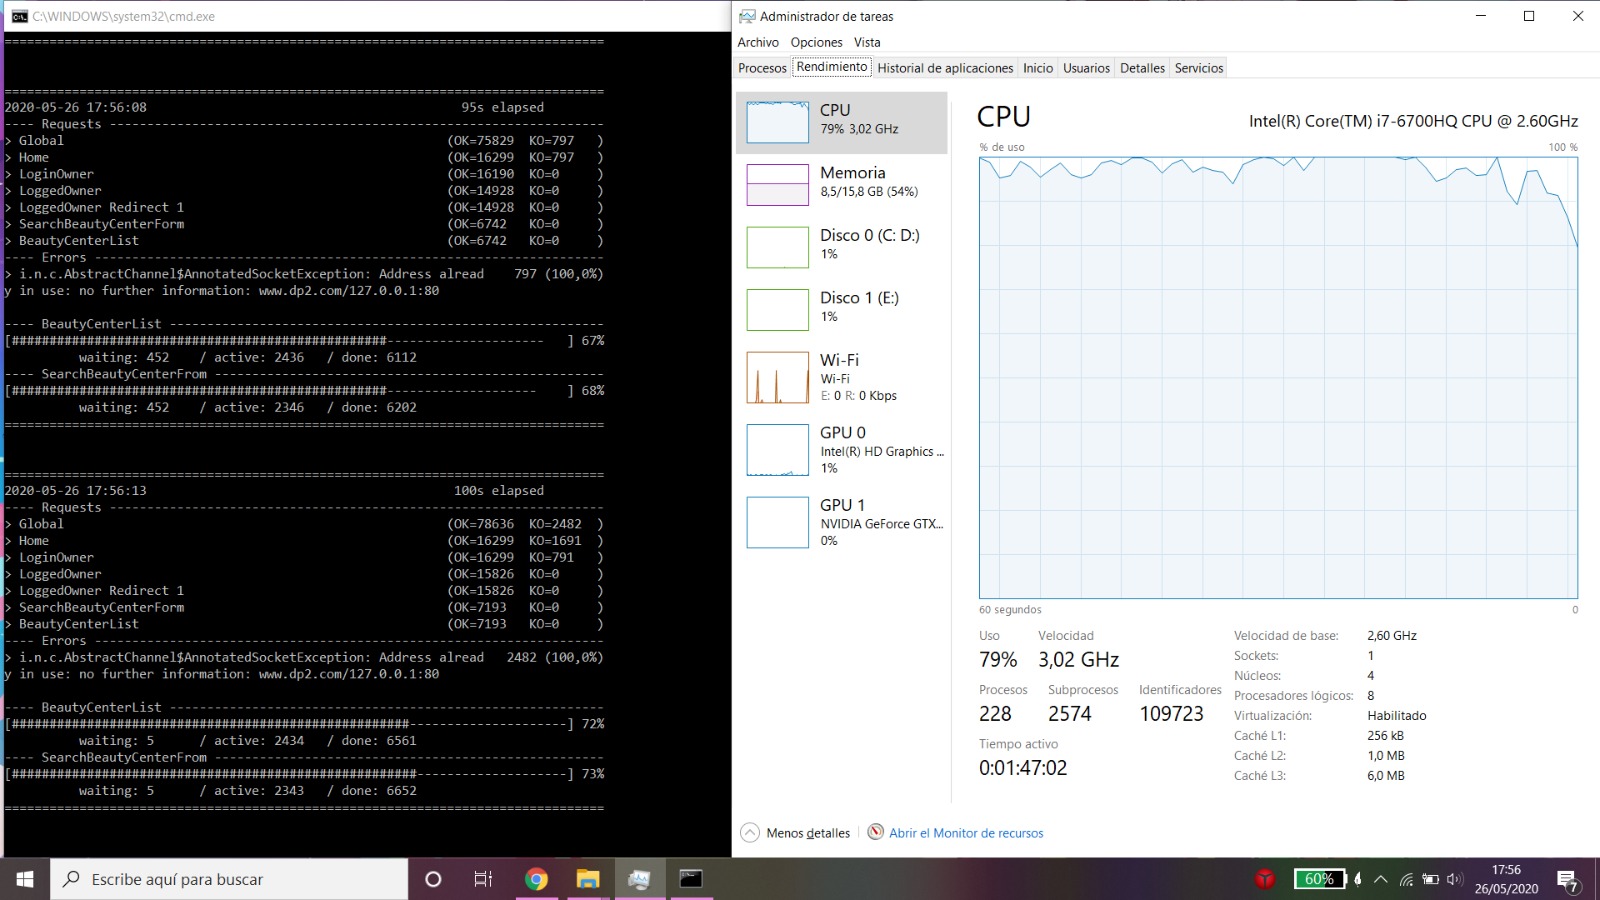 C:\WINDOWS\system32\cmd.exe
================================================================================
================================================================================
2020-05-26 17:56:08                                          95s elapsed
---- Requests ------------------------------------------------------------------
> Global                                                   (OK=75829  KO=797   )
> Home                                                     (OK=16299  KO=797   )
> LoginOwner                                               (OK=16190  KO=0     )
> LoggedOwner                                              (OK=14928  KO=0     )
> LoggedOwner Redirect 1                                   (OK=14928  KO=0     )
> SearchBeautyCenterForm                                   (OK=6742   KO=0     )
> BeautyCenterList                                         (OK=6742   KO=0     )
---- Errors --------------------------------------------------------------------
> i.n.c.AbstractChannel$AnnotatedSocketException: Address alread    797 (100,0%)
y in use: no further information: www.dp2.com/127.0.0.1:80
---- BeautyCenterList ----------------------------------------------------------
[##################################################---------------------   ] 67%
          waiting: 452    / active: 2436   / done: 6112
---- SearchBeautyCenterFrom ----------------------------------------------------
[##################################################--------------------    ] 68%
          waiting: 452    / active: 2346   / done: 6202
================================================================================
================================================================================
2020-05-26 17:56:13                                         100s elapsed
---- Requests ------------------------------------------------------------------
> Global                                                   (OK=78636  KO=2482  )
> Home                                                     (OK=16299  KO=1691  )
> LoginOwner                                               (OK=16299  KO=791   )
> LoggedOwner                                              (OK=15826  KO=0     )
> LoggedOwner Redirect 1                                   (OK=15826  KO=0     )
> SearchBeautyCenterForm                                   (OK=7193   KO=0     )
> BeautyCenterList                                         (OK=7193   KO=0     )
---- Errors --------------------------------------------------------------------
> i.n.c.AbstractChannel$AnnotatedSocketException: Address alread   2482 (100,0%)
y in use: no further information: www.dp2.com/127.0.0.1:80
---- BeautyCenterList ----------------------------------------------------------
[#####################################################---------------------] 72%
          waiting: 5      / active: 2434   / done: 6561
---- SearchBeautyCenterFrom ----------------------------------------------------
[######################################################--------------------] 73%
          waiting: 5      / active: 2343   / done: 6652
================================================================================
Administrador de tareas
Archivo Opciones Vista
Procesos Rendimiento Historial de aplicaciones Inicio Usuarios Detalles Servicios
CPU
79% 3,02 GHz
Memoria
8,5/15,8 GB (54%)
Disco 0 (C: D:)
1%
Disco 1 (E:)
1%
Wi-Fi
Wi-Fi
E: 0 R: 0 Kbps
GPU 0
Intel(R) HD Graphics ...
1%
GPU 1
NVIDIA GeForce GTX...
0%
CPU
Intel(R) Core(TM) i7-6700HQ CPU @ 2.60GHz
% de uso 100 %
60 segundos 0
Uso Velocidad
79% 3,02 GHz
Procesos Subprocesos Identificadores
228 2574 109723
Tiempo activo
0:01:47:02
Velocidad de base: 2,60 GHz
Sockets: 1
Núcleos: 4
Procesadores lógicos: 8
Virtualización: Habilitado
Caché L1: 256 kB
Caché L2: 1,0 MB
Caché L3: 6,0 MB
Menos detalles Abrir el Monitor de recursos
Escribe aquí para buscar
60%
17:56
26/05/2020
7